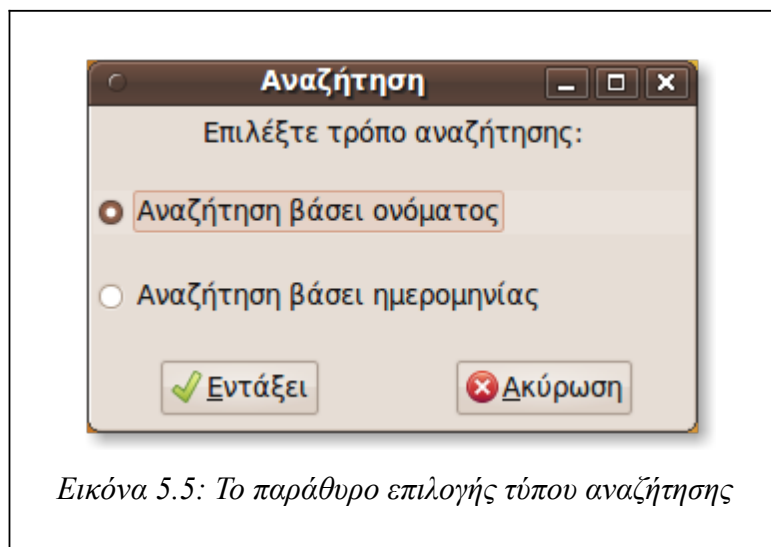 Αναζήτηση
Επιλέξτε τρόπο αναζήτησης:
Αναζήτηση βάσει ονόματος
Αναζήτηση βάσει ημερομηνίας
Εντάξει Ακύρωση
Εικόνα 5.5: Το παράθυρο επιλογής τύπου αναζήτησης